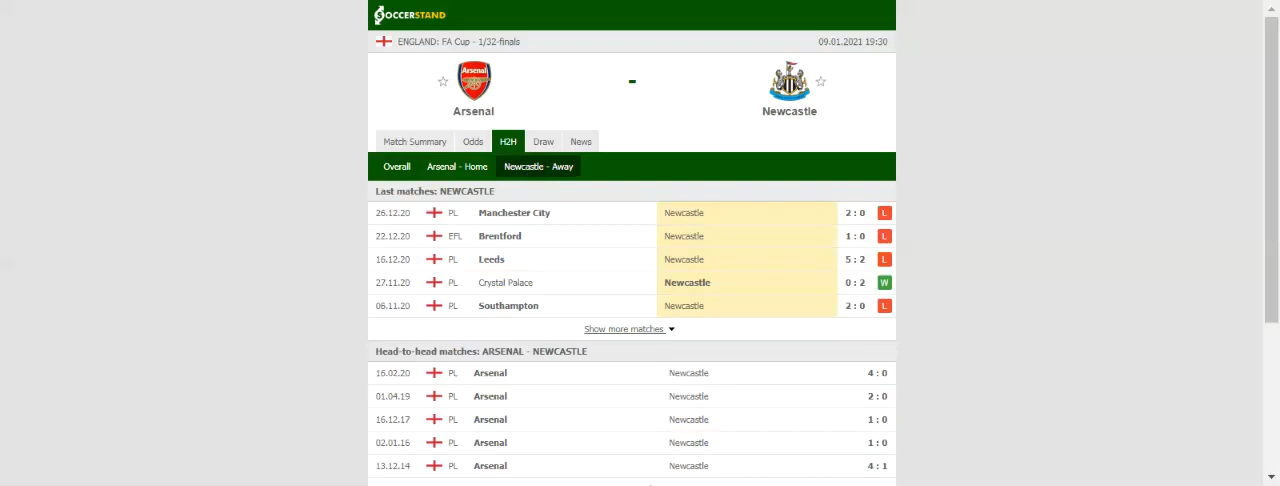 SOCCERSTAND
ENGLAND: FA Cup - 1/32-finals 09.01.2021 19:30
Arsenal
-
Arsenal Newcastle
Match Summary Odds H2H Draw News
Overall Arsenal - Home Newcastle - Away
Last matches: NEWCASTLE
26.12.20 PL Manchester City Newcastle 2 : 0 L
22.12.20 EFL Brentford Newcastle 1 : 0 L
16.12.20 PL Leeds Newcastle 5 : 2 L
27.11.20 PL Crystal Palace Newcastle 0 : 2 W
06.11.20 PL Southampton Newcastle 2 : 0 L
Show more matches
Head-to-head matches: ARSENAL - NEWCASTLE
16.02.20 PL Arsenal Newcastle 4 : 0
01.04.19 PL Arsenal Newcastle 2 : 0
16.12.17 PL Arsenal Newcastle 1 : 0
02.01.16 PL Arsenal Newcastle 1 : 0
13.12.14 PL Arsenal Newcastle 4 : 1